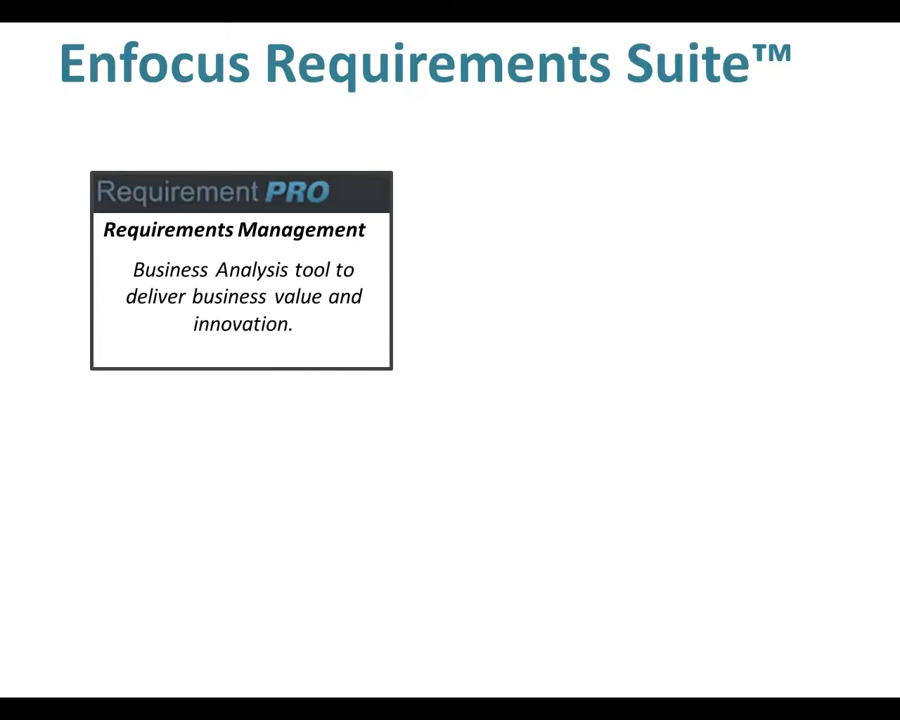 Enfocus Requirements Suite™
Requirement PRO
Requirements Management
Business Analysis tool to
deliver business value and
innovation.